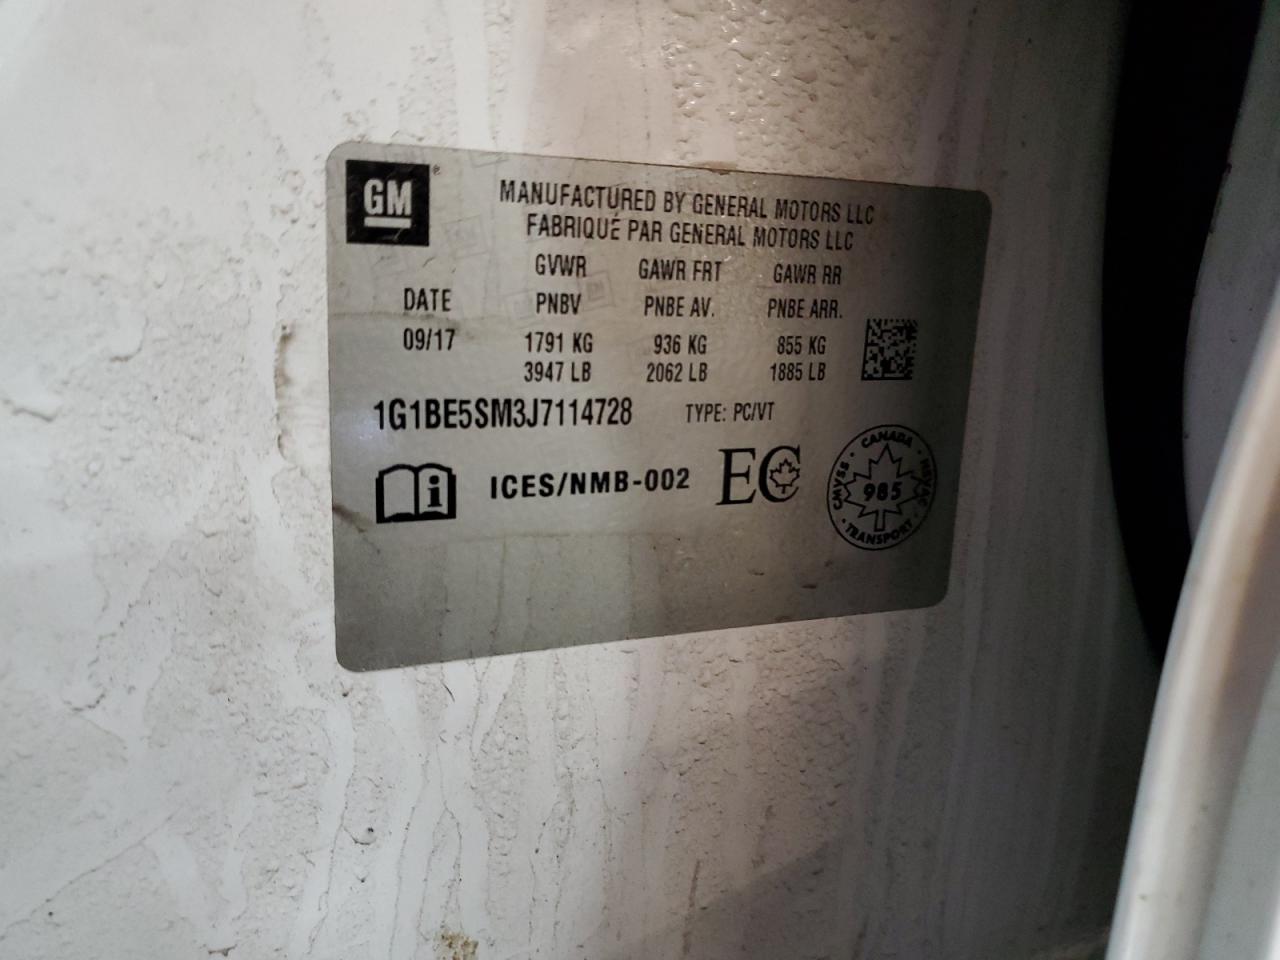 GM
MANUFACTURED BY GENERAL MOTORS LLC
FABRIQUÉ PAR GENERAL MOTORS LLC
GVWR GAWR FRT GAWR RR
DATE PNBV PNBE AV. PNBE ARR.
09/17 1791 KG 936 KG 855 KG
3947 LB 2062 LB 1885 LB
1G1BE5SM3J7114728 TYPE: PC/VT
i ICES/NMB-002 EC
CANADA
CMVSS 985 NSVAC
TRANSPORT